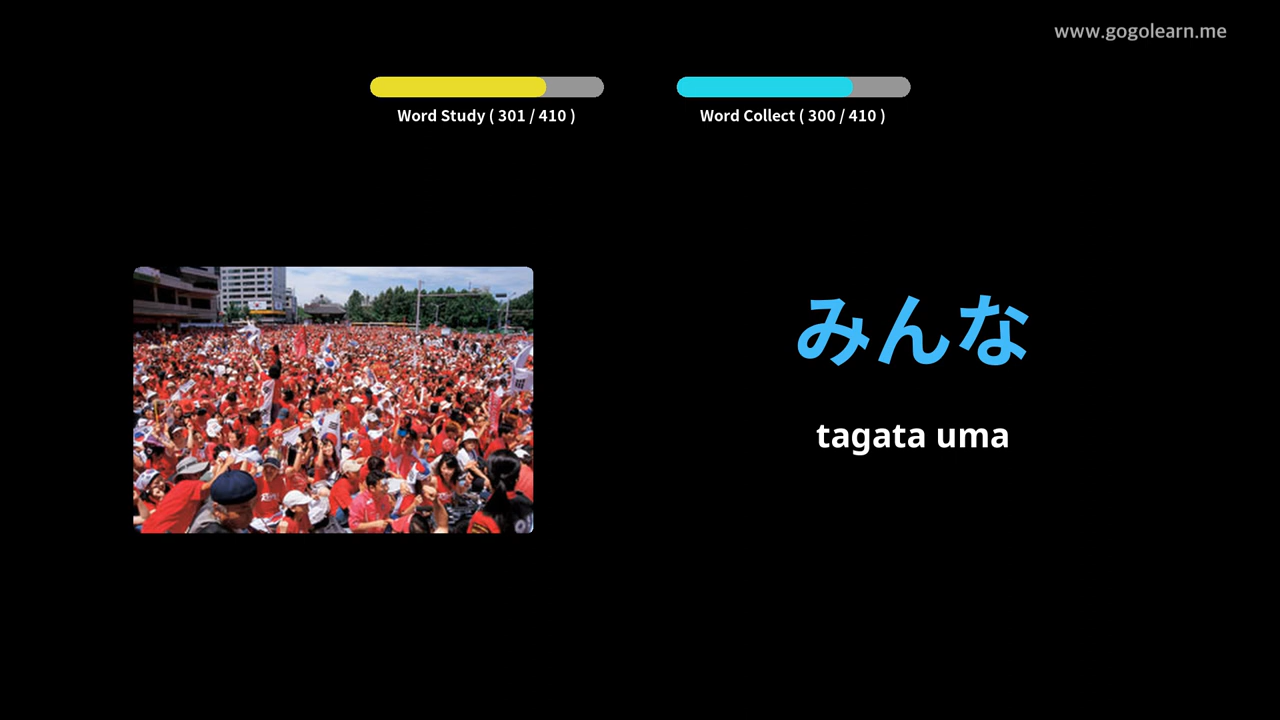 www.gogolearn.me
Word Study ( 301 / 410 )
Word Collect ( 300 / 410 )
みんな
tagata uma